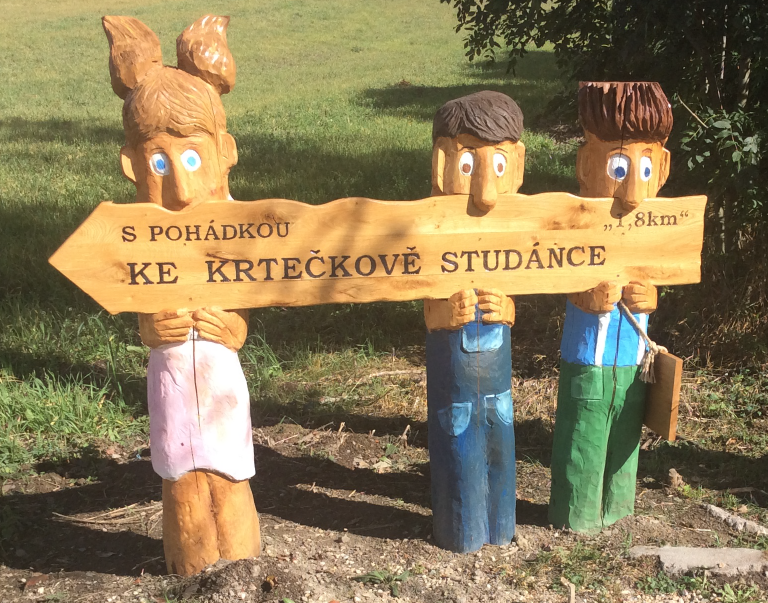 S POHÁDKOU
„1,8km“
KE KRTEČKOVĚ STUDÁNCE